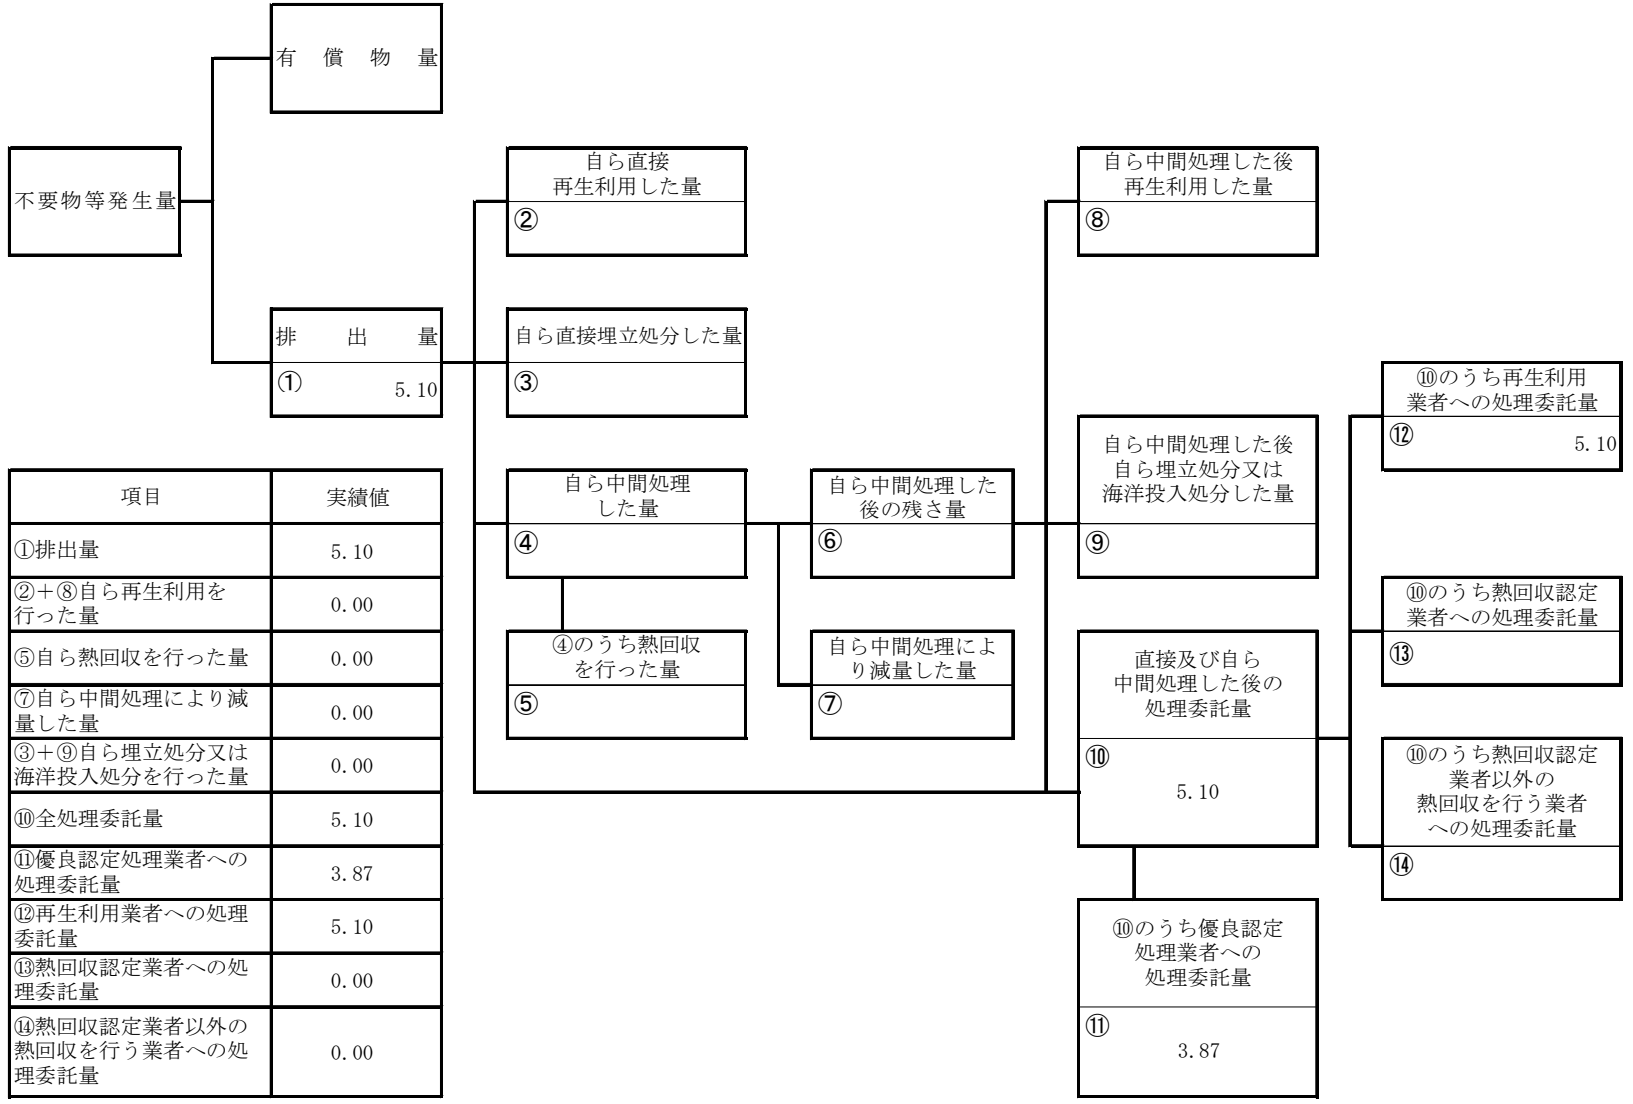 有償物量
不要物等発生量
排出量
① 5.10
自ら直接
再生利用した量
②
自ら直接埋立処分した量
③
自ら中間処理
した量
④
④のうち熱回収
を行った量
⑤
自ら中間処理した
後の残さ量
⑥
自ら中間処理によ
り減量した量
⑦
自ら中間処理した後
再生利用した量
⑧
自ら中間処理した後
自ら埋立処分又は
海洋投入処分した量
⑨
直接及び自ら
中間処理した後の
処理委託量
⑩
5.10
⑩のうち優良認定
処理業者への
処理委託量
⑪
3.87
⑩のうち再生利用
業者への処理委託量
⑫ 5.10
⑩のうち熱回収認定
業者への処理委託量
⑬
⑩のうち熱回収認定
業者以外の
熱回収を行う業者
への処理委託量
⑭
項目 実績値
①排出量 5.10
②+⑧自ら再生利用を
行った量 0.00
⑤自ら熱回収を行った量 0.00
⑦自ら中間処理により減
量した量 0.00
③+⑨自ら埋立処分又は
海洋投入処分を行った量 0.00
⑩全処理委託量 5.10
⑪優良認定処理業者への
処理委託量 3.87
⑫再生利用業者への処理
委託量 5.10
⑬熱回収認定業者への処
理委託量 0.00
⑭熱回収認定業者以外の
熱回収を行う業者への処
理委託量 0.00